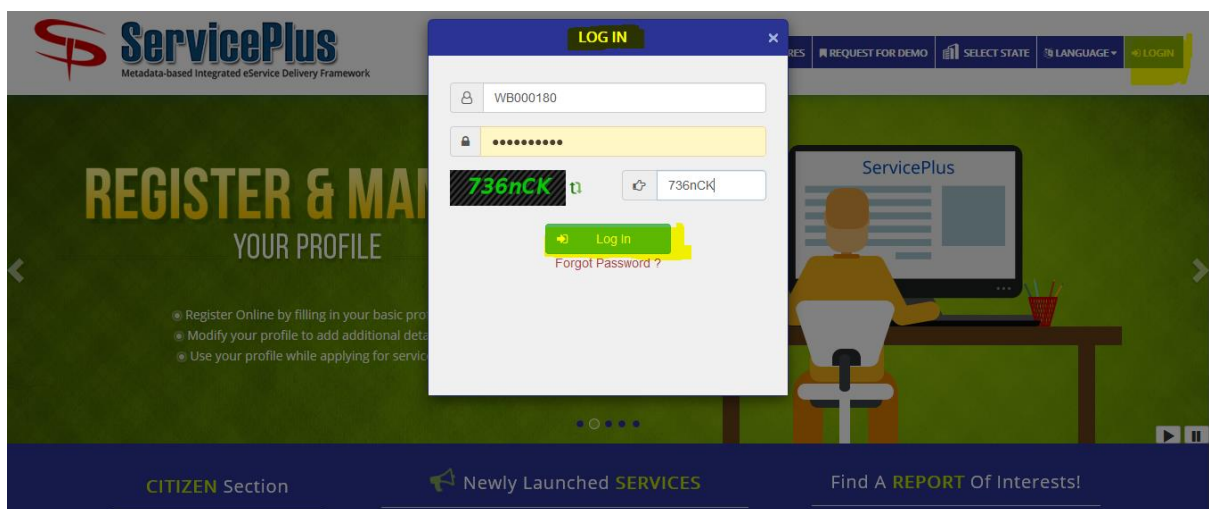 ServicePlus
Metadata-based Integrated eService Delivery Framework
RES
REQUEST FOR DEMO
SELECT STATE
LANGUAGE
LOGIN
LOG IN
×
WB000180
736nCK
736nCK
Log In
Forgot Password ?
REGISTER & MA
YOUR PROFILE
Register Online by filling in your basic pro
Modify your profile to add additional deta
Use your profile while applying for servic
ServicePlus
CITIZEN Section
Newly Launched SERVICES
Find A REPORT Of Interests!